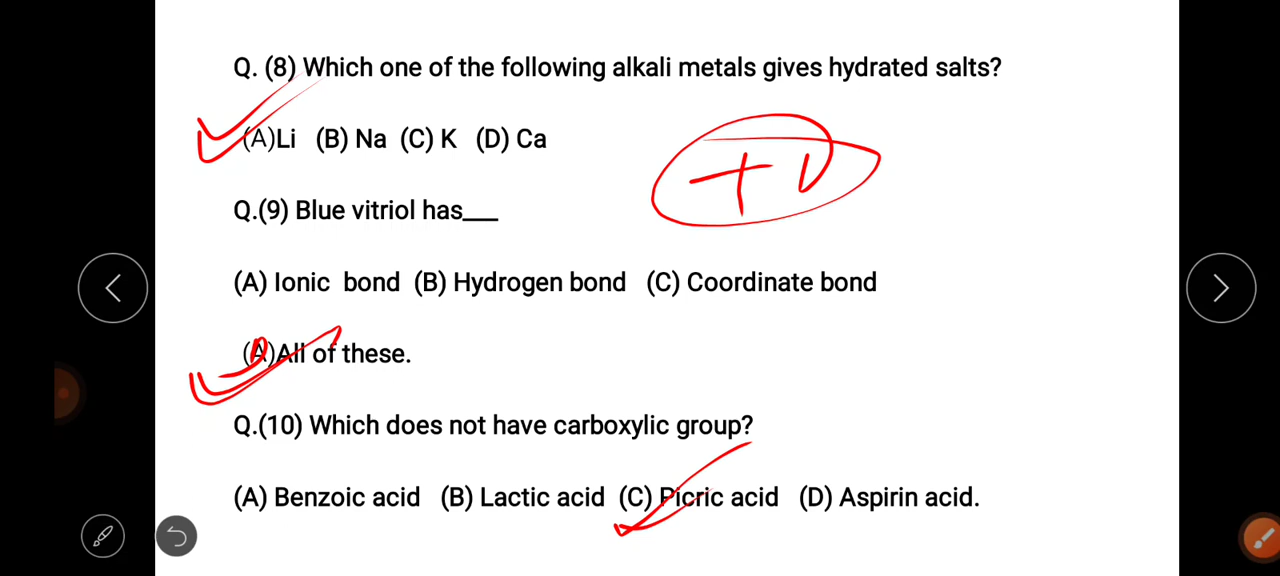 Q. (8) Which one of the following alkali metals gives hydrated salts?
(A)Li (B) Na (C) K (D) Ca
+ D
Q.(9) Blue vitriol has___
(A) Ionic bond (B) Hydrogen bond (C) Coordinate bond
(A)All of these.
Q.(10) Which does not have carboxylic group?
(A) Benzoic acid (B) Lactic acid (C) Picric acid (D) Aspirin acid.